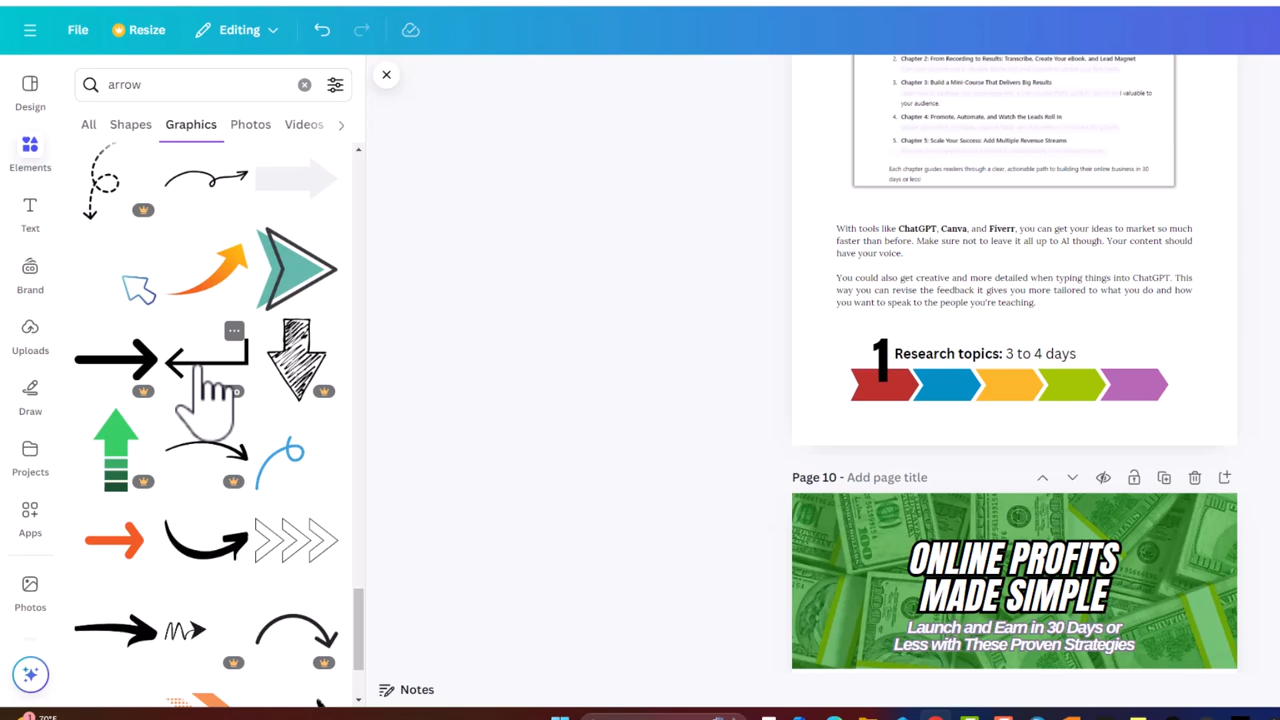 File
Resize
Editing
Design
Elements
Text
Brand
Uploads
Draw
Projects
Apps
Photos
arrow
All Shapes Graphics Photos Videos
2. Chapter 2: From Recording to Results: Transcribe, Create Your eBook, and Lead Magnet
3. Chapter 3: Build a Mini-Course That Delivers Big Results
valuable to
your audience.
4. Chapter 4: Promote, Automate, and Watch the Leads Roll In
5. Chapter 5: Scale Your Success: Add Multiple Revenue Streams
Each chapter guides readers through a clear, actionable path to building their online business in 30
days or less!
With tools like ChatGPT, Canva, and Fiverr, you can get your ideas to market so much
faster than before. Make sure not to leave it all up to AI though. Your content should
have your voice.
You could also get creative and more detailed when typing things into ChatGPT. This
way you can revise the feedback it gives you more tailored to what you do and how
you want to speak to the people you're teaching.
1 Research topics: 3 to 4 days
Page 10 - Add page title
ONLINE PROFITS
MADE SIMPLE
Launch and Earn in 30 Days or
Less with These Proven Strategies
Notes
70°F